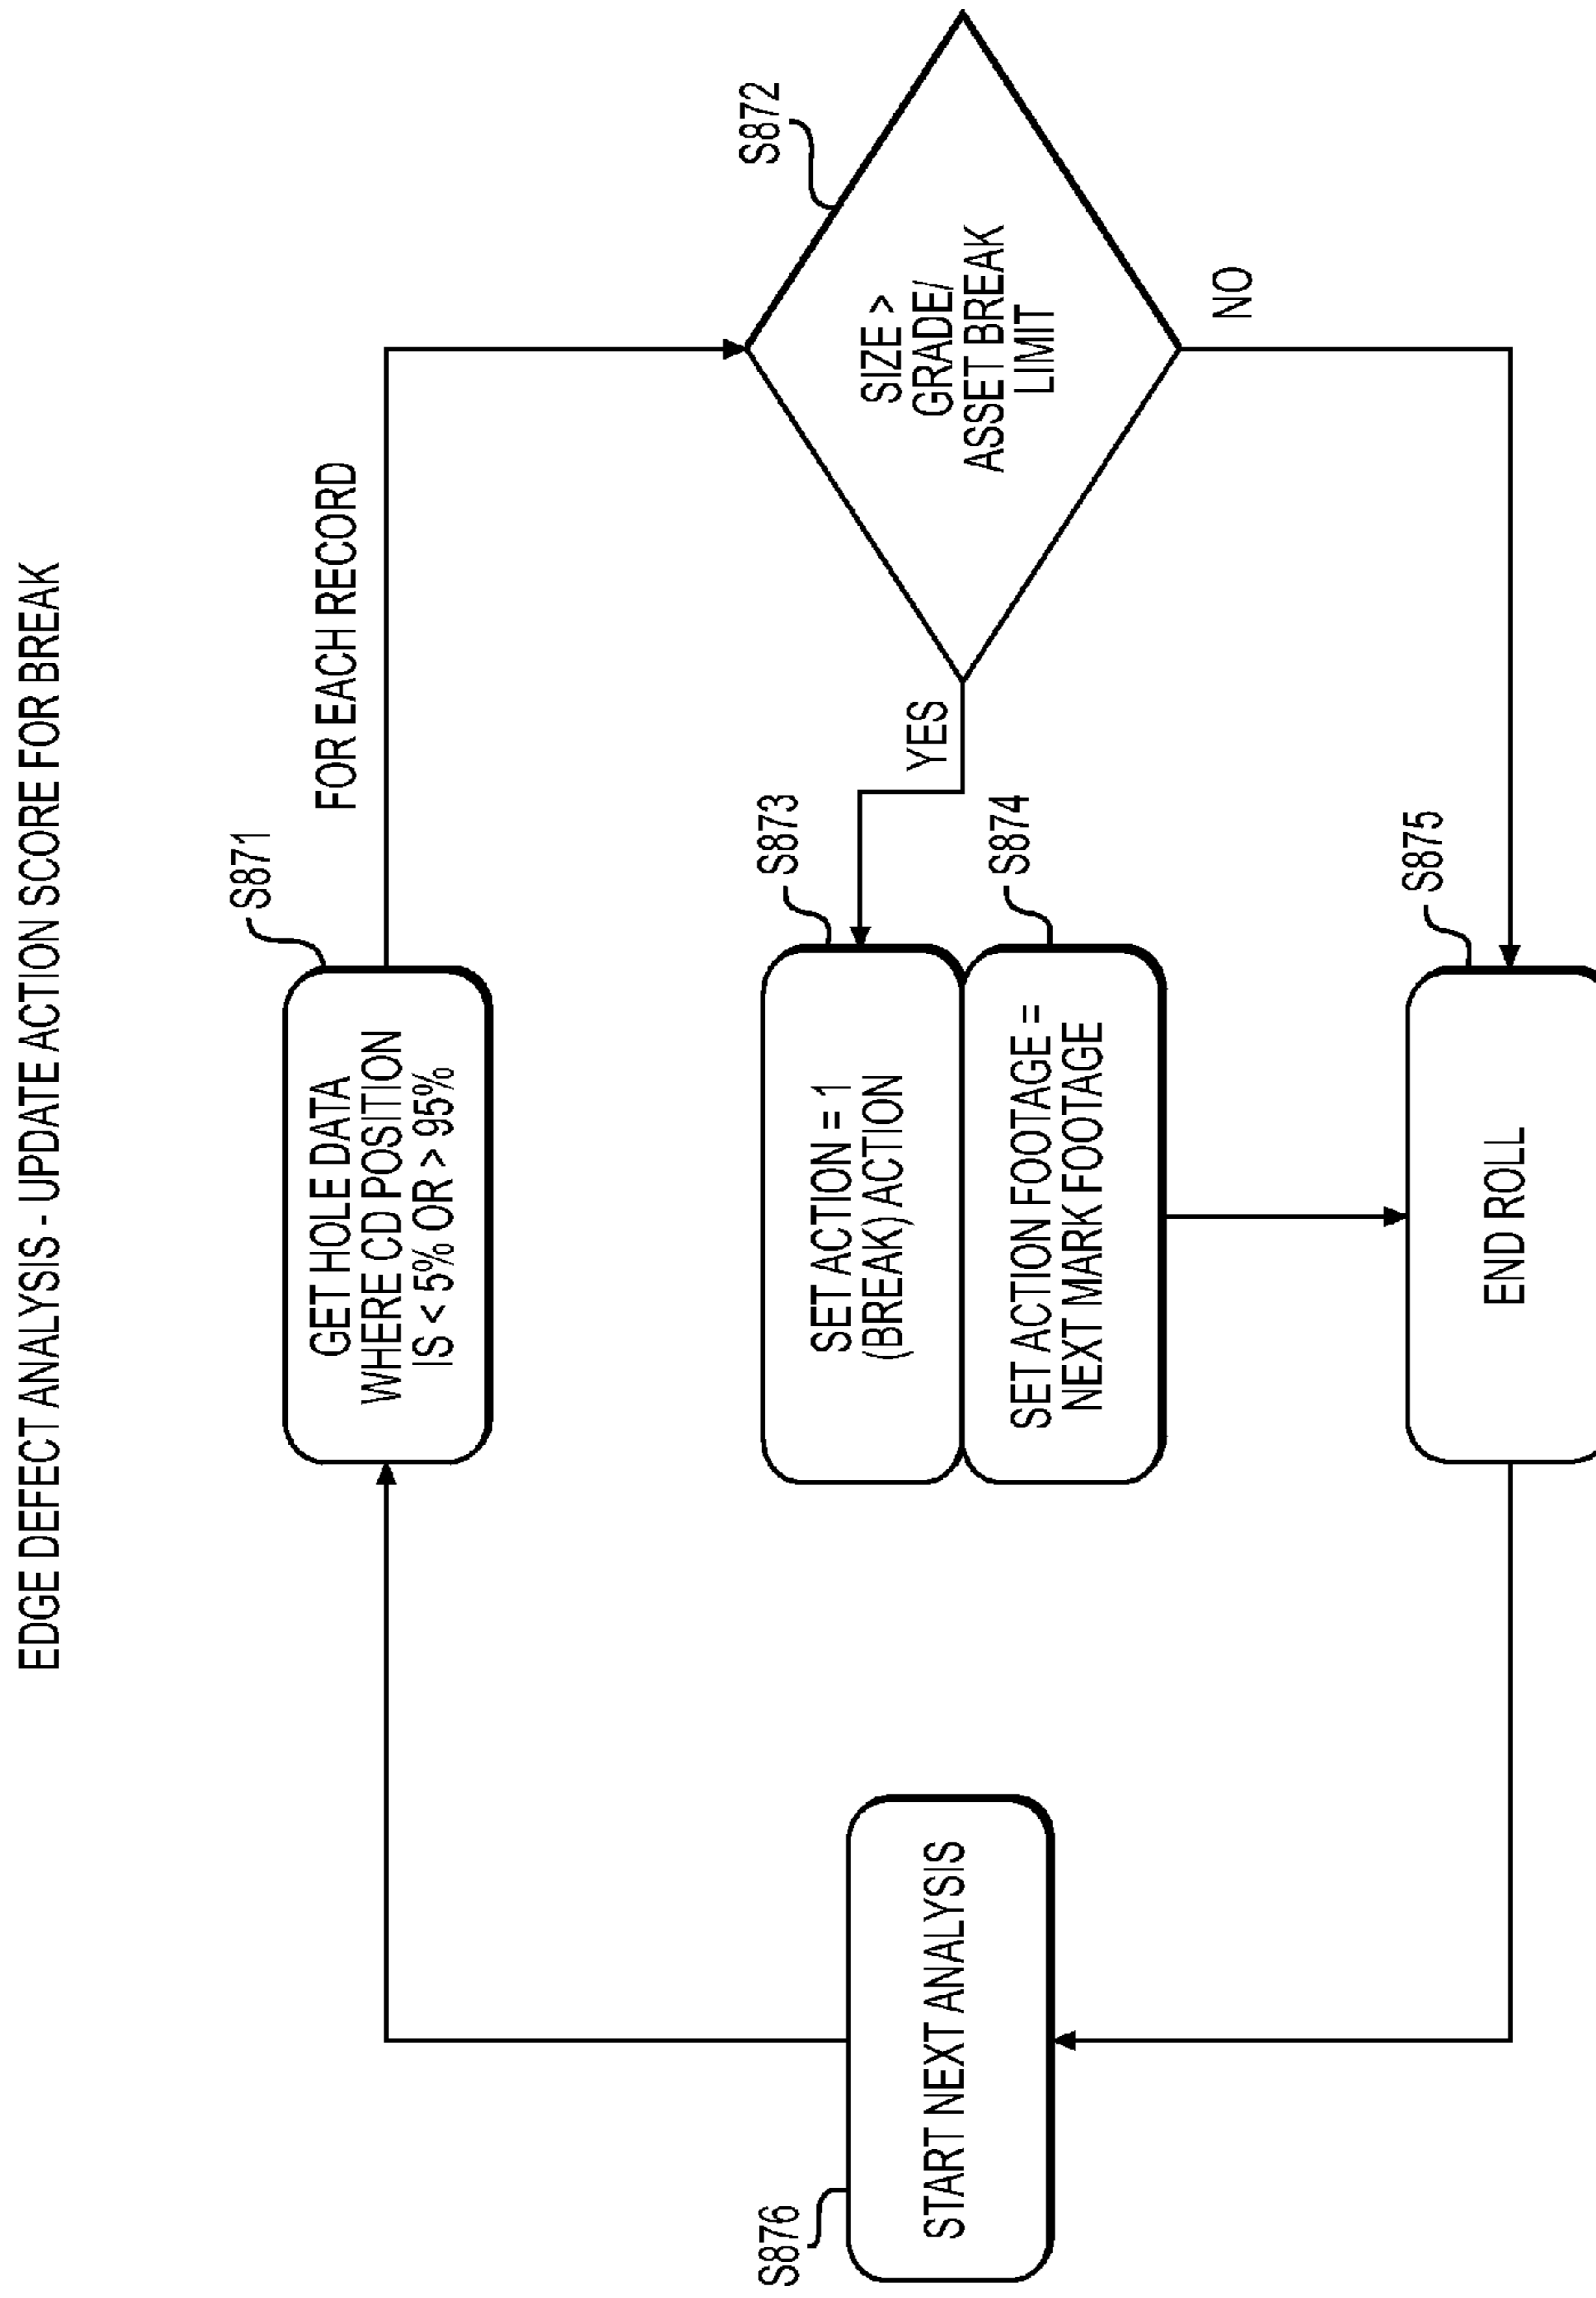 EDGE DEFECT ANALYSIS - UPDATE ACTION SCORE FOR BREAK
S871
GET HOLE DATA
WHERE CD POSITION
IS < 5% OR > 95%
FOR EACH RECORD
S872
SIZE >
GRADE/
ASSET BREAK
LIMIT
YES
NO
S873
SET ACTION = 1
(BREAK) ACTION
S874
SET ACTION FOOTAGE =
NEXT MARK FOOTAGE
S875
END ROLL
S876
START NEXT ANALYSIS